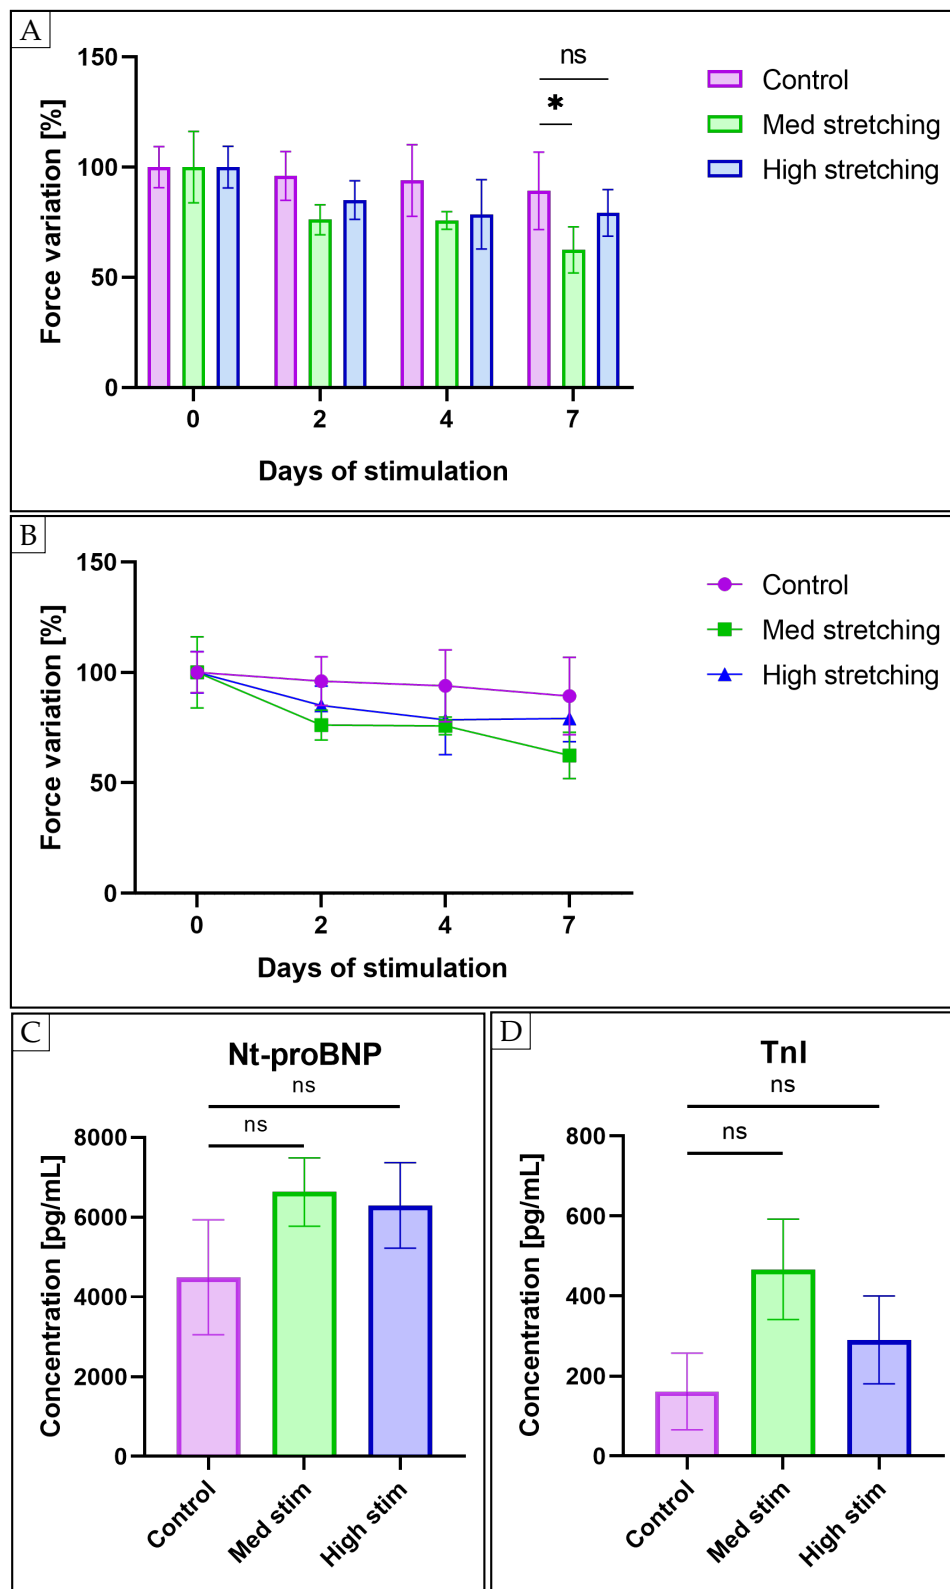 A
Force variation [%]
150
100
50
0
ns
*
Control
Med stretching
High stretching
0 2 4 7
Days of stimulation
B
Force variation [%]
150
100
50
0
Control
Med stretching
High stretching
0 2 4 7
Days of stimulation
C
Nt-proBNP
ns
ns
Concentration [pg/mL]
8000
6000
4000
2000
0
Control
Med stim
High stim
D
TnI
ns
ns
Concentration [pg/mL]
800
600
400
200
0
Control
Med stim
High stim